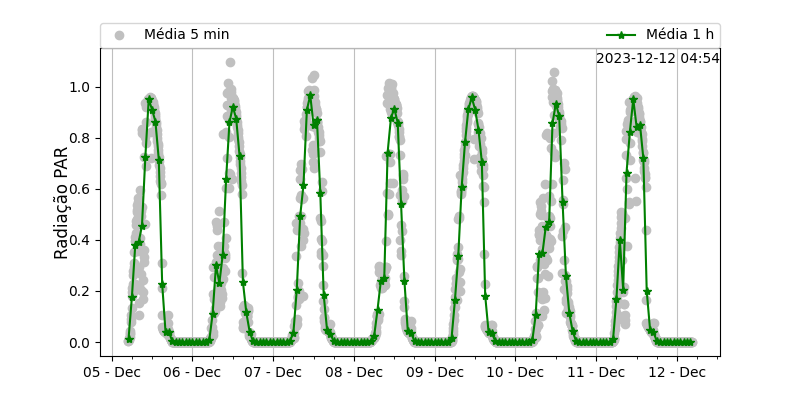 Média 5 min
Média 1 h
2023-12-12 04:54
Radiação PAR
1.0
0.8
0.6
0.4
0.2
0.0
05 - Dec
06 - Dec
07 - Dec
08 - Dec
09 - Dec
10 - Dec
11 - Dec
12 - Dec